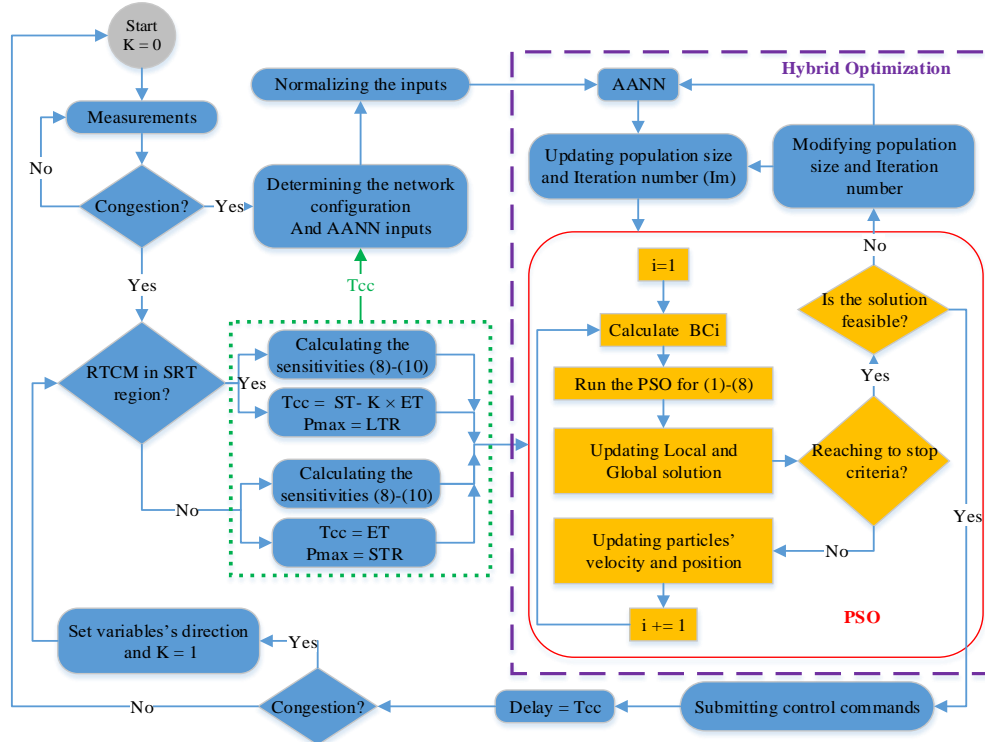 Start
K = 0
Measurements
No
Congestion?
Yes
Yes
Normalizing the inputs
Determining the network
configuration
And AANN inputs
Tcc
RTCM in SRT
region?
Yes
No
Calculating the
sensitivities (8)-(10)
Tcc = ST- K × ET
Pmax = LTR
Calculating the
sensitivities (8)-(10)
Tcc = ET
Pmax = STR
Hybrid Optimization
AANN
Updating population size
and Iteration number (Im)
Modifying population
size and Iteration
number
No
i=1
Calculate BCi
Run the PSO for (1)-(8)
Updating Local and
Global solution
Is the solution
feasible?
Yes
Reaching to stop
criteria?
Yes
No
Updating particles'
velocity and position
i += 1
PSO
Set variables's direction
and K = 1
Yes
No
Congestion?
Delay = Tcc
Submitting control commands